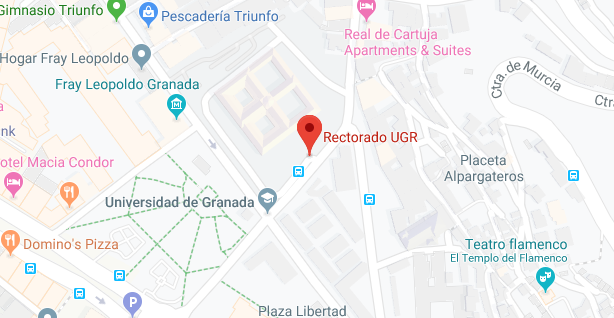 Gimnasio Triunfo
Pescadería Triunfo
Hogar Fray Leopoldo
Real de Cartuja
Apartments & Suites
Fray Leopoldo Granada
Ctra. de Murcia
Ctra
nk
Rectorado UGR
otel Macia Condor
Placeta
Alpargateros
Universidad de Granada
Domino's Pizza
Teatro flamenco
El Templo del Flamenco
P
Plaza Libertad